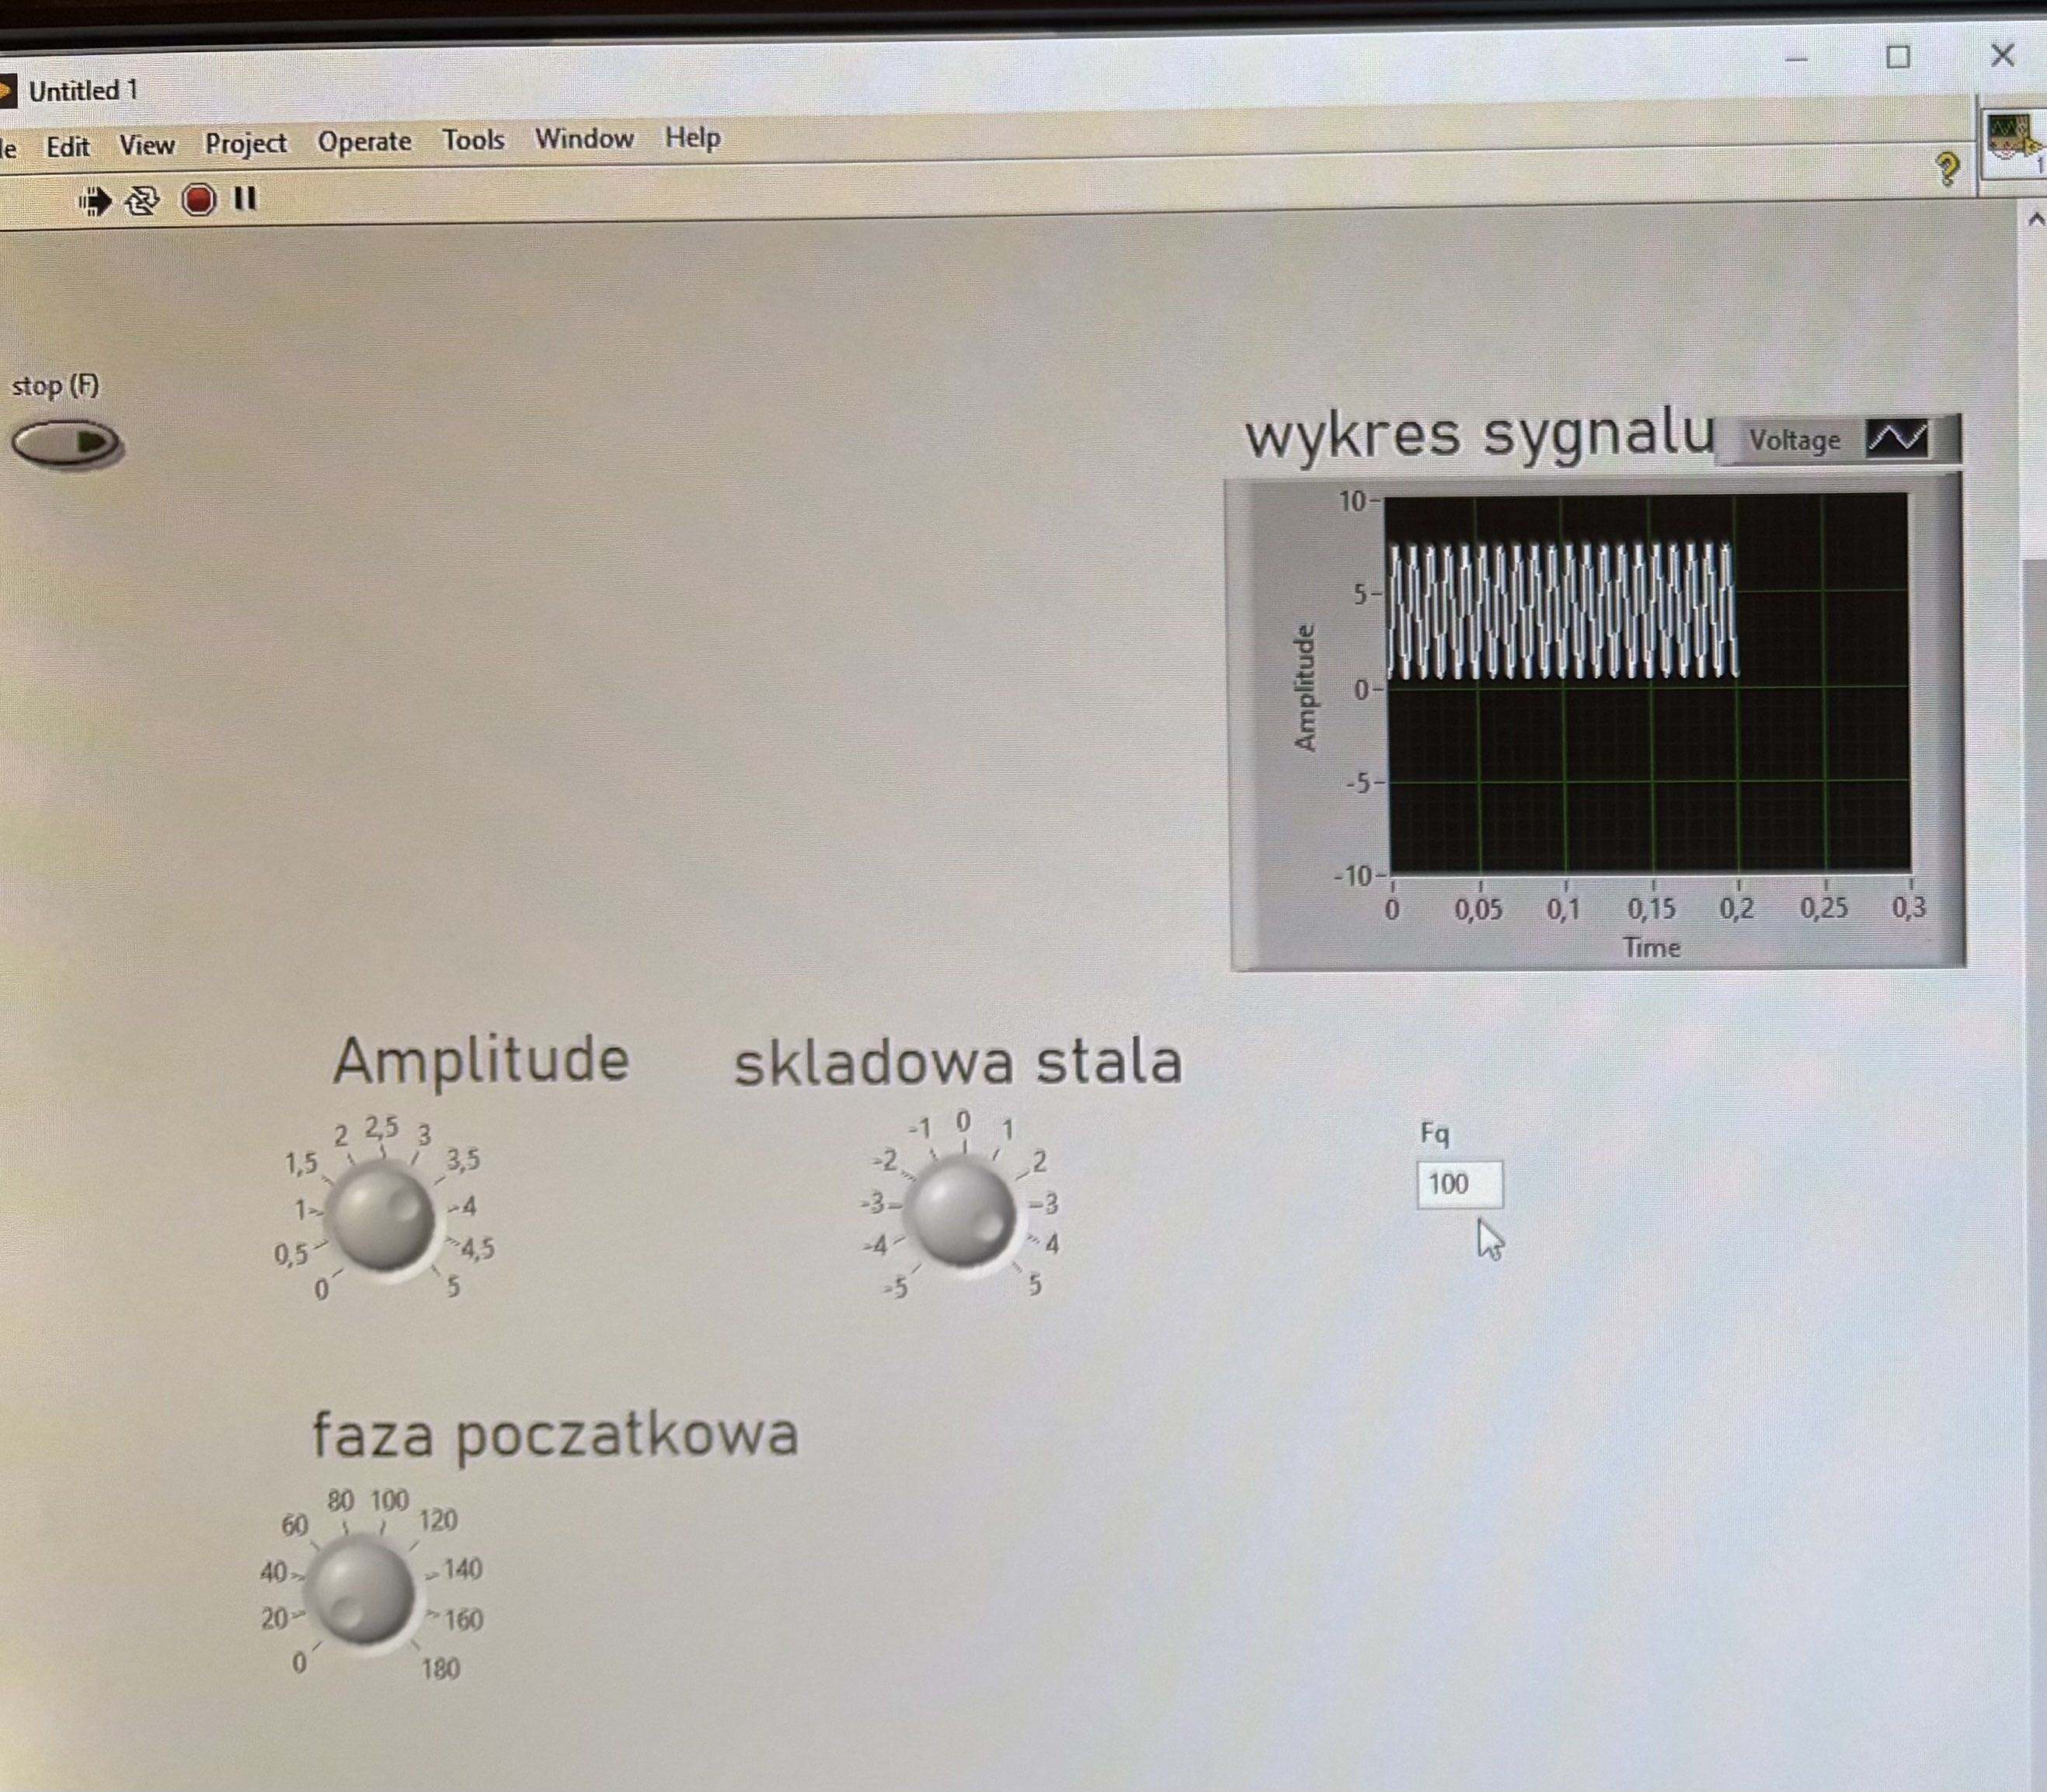 Untitled 1
le Edit View Project Operate Tools Window Help
1
stop (F)
wykres sygnalu
Voltage
10
5
0
-5
-10
Amplitude
0 0,05 0,1 0,15 0,2 0,25 0,3
Time
Amplitude
0 0,5 1 1,5 2 2,5 3 3,5 4 4,5 5
skladowa stala
-5 -4 -3 -2 -1 0 1 2 3 4 5
Fq
100
faza poczatkowa
0 20 40 60 80 100 120 140 160 180